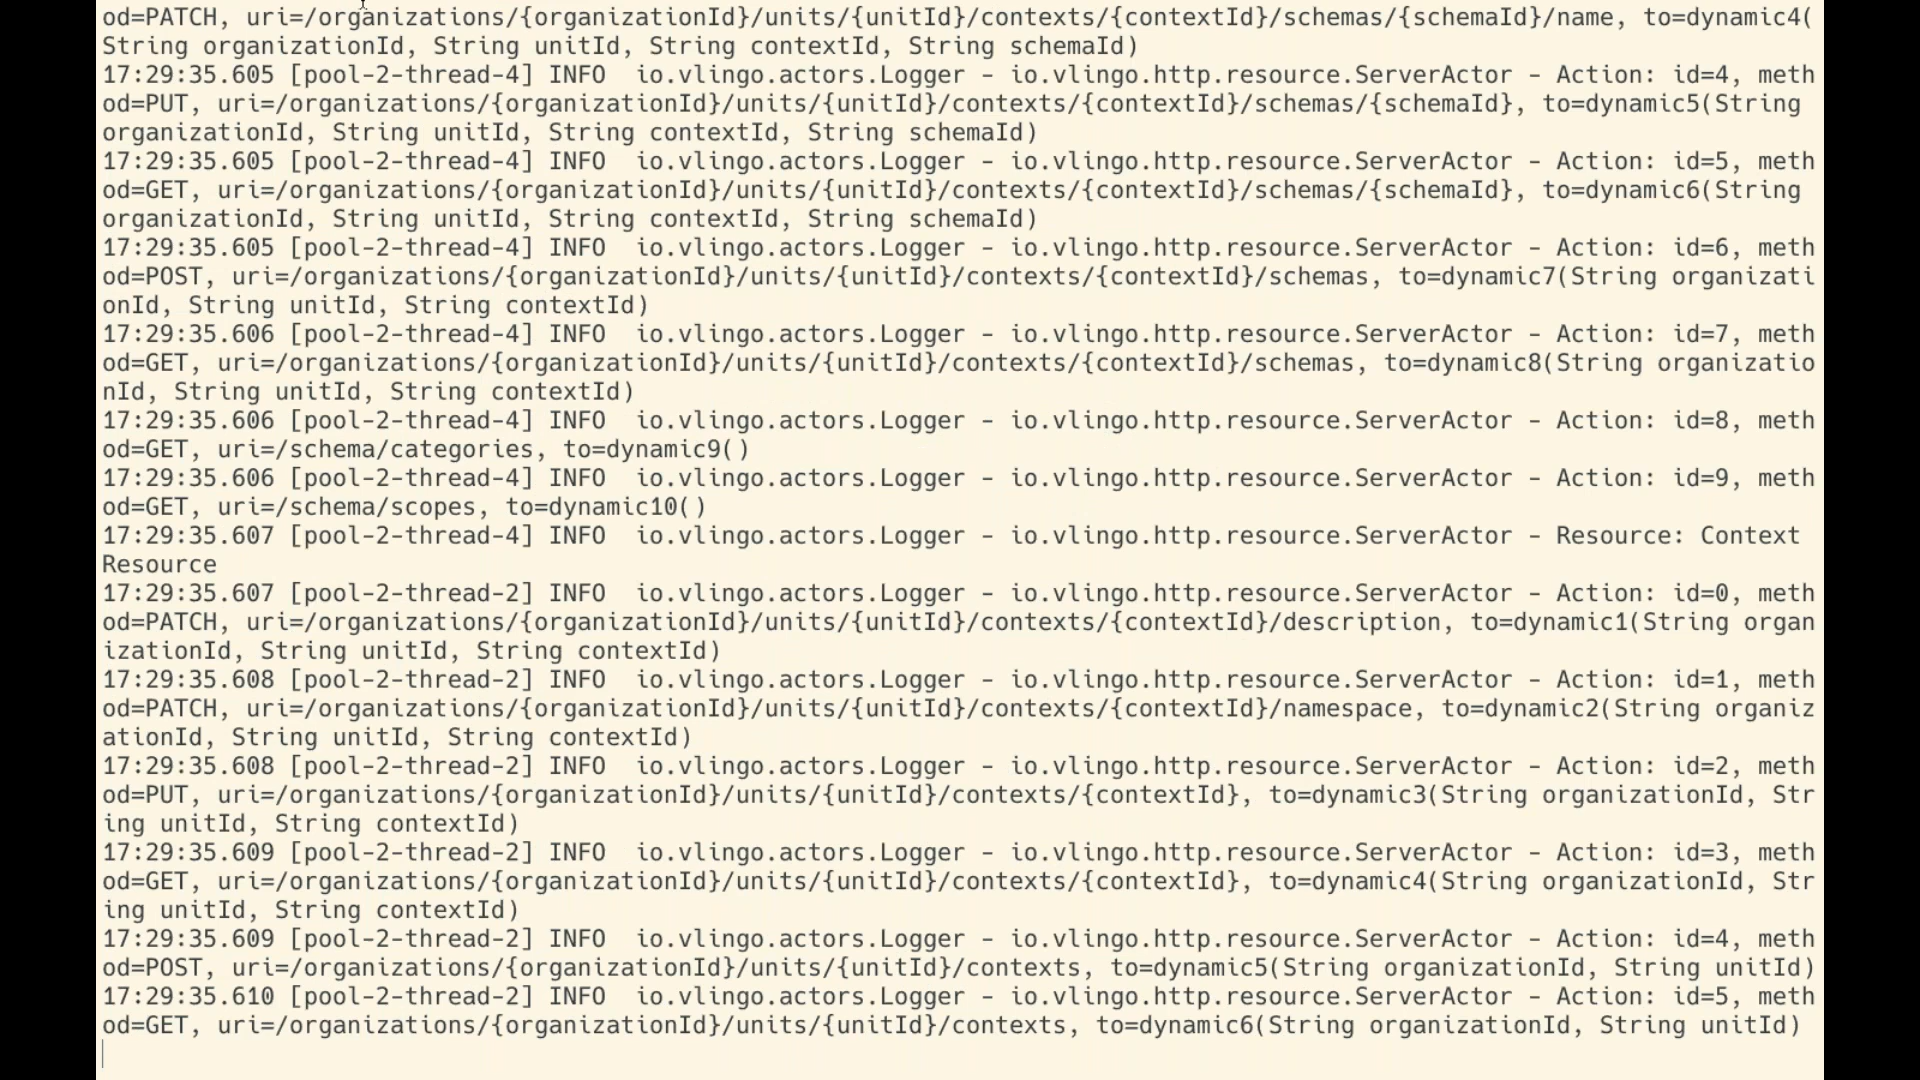 od=PATCH, uri=/organizations/{organizationId}/units/{unitId}/contexts/{contextId}/schemas/{schemaId}/name, to=dynamic4(
String organizationId, String unitId, String contextId, String schemaId)
17:29:35.605 [pool-2-thread-4] INFO  io.vlingo.actors.Logger - io.vlingo.http.resource.ServerActor - Action: id=4, meth
od=PUT, uri=/organizations/{organizationId}/units/{unitId}/contexts/{contextId}/schemas/{schemaId}, to=dynamic5(String
organizationId, String unitId, String contextId, String schemaId)
17:29:35.605 [pool-2-thread-4] INFO  io.vlingo.actors.Logger - io.vlingo.http.resource.ServerActor - Action: id=5, meth
od=GET, uri=/organizations/{organizationId}/units/{unitId}/contexts/{contextId}/schemas/{schemaId}, to=dynamic6(String
organizationId, String unitId, String contextId, String schemaId)
17:29:35.605 [pool-2-thread-4] INFO  io.vlingo.actors.Logger - io.vlingo.http.resource.ServerActor - Action: id=6, meth
od=POST, uri=/organizations/{organizationId}/units/{unitId}/contexts/{contextId}/schemas, to=dynamic7(String organizati
onId, String unitId, String contextId)
17:29:35.606 [pool-2-thread-4] INFO  io.vlingo.actors.Logger - io.vlingo.http.resource.ServerActor - Action: id=7, meth
od=GET, uri=/organizations/{organizationId}/units/{unitId}/contexts/{contextId}/schemas, to=dynamic8(String organizatio
nId, String unitId, String contextId)
17:29:35.606 [pool-2-thread-4] INFO  io.vlingo.actors.Logger - io.vlingo.http.resource.ServerActor - Action: id=8, meth
od=GET, uri=/schema/categories, to=dynamic9()
17:29:35.606 [pool-2-thread-4] INFO  io.vlingo.actors.Logger - io.vlingo.http.resource.ServerActor - Action: id=9, meth
od=GET, uri=/schema/scopes, to=dynamic10()
17:29:35.607 [pool-2-thread-4] INFO  io.vlingo.actors.Logger - io.vlingo.http.resource.ServerActor - Resource: Context
Resource
17:29:35.607 [pool-2-thread-2] INFO  io.vlingo.actors.Logger - io.vlingo.http.resource.ServerActor - Action: id=0, meth
od=PATCH, uri=/organizations/{organizationId}/units/{unitId}/contexts/{contextId}/description, to=dynamic1(String organ
izationId, String unitId, String contextId)
17:29:35.608 [pool-2-thread-2] INFO  io.vlingo.actors.Logger - io.vlingo.http.resource.ServerActor - Action: id=1, meth
od=PATCH, uri=/organizations/{organizationId}/units/{unitId}/contexts/{contextId}/namespace, to=dynamic2(String organiz
ationId, String unitId, String contextId)
17:29:35.608 [pool-2-thread-2] INFO  io.vlingo.actors.Logger - io.vlingo.http.resource.ServerActor - Action: id=2, meth
od=PUT, uri=/organizations/{organizationId}/units/{unitId}/contexts/{contextId}, to=dynamic3(String organizationId, Str
ing unitId, String contextId)
17:29:35.609 [pool-2-thread-2] INFO  io.vlingo.actors.Logger - io.vlingo.http.resource.ServerActor - Action: id=3, meth
od=GET, uri=/organizations/{organizationId}/units/{unitId}/contexts/{contextId}, to=dynamic4(String organizationId, Str
ing unitId, String contextId)
17:29:35.609 [pool-2-thread-2] INFO  io.vlingo.actors.Logger - io.vlingo.http.resource.ServerActor - Action: id=4, meth
od=POST, uri=/organizations/{organizationId}/units/{unitId}/contexts, to=dynamic5(String organizationId, String unitId)
17:29:35.610 [pool-2-thread-2] INFO  io.vlingo.actors.Logger - io.vlingo.http.resource.ServerActor - Action: id=5, meth
od=GET, uri=/organizations/{organizationId}/units/{unitId}/contexts, to=dynamic6(String organizationId, String unitId)